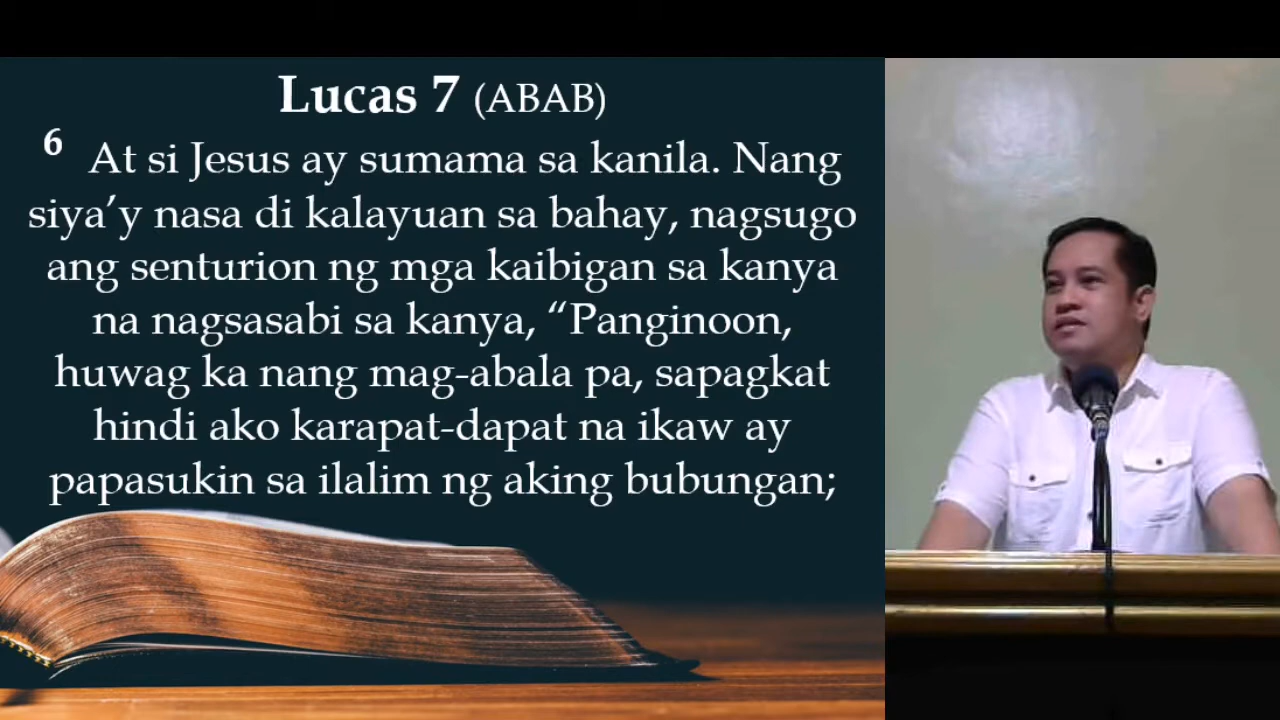 Lucas 7 (ABAB)
6 At si Jesus ay sumama sa kanila. Nang
siya’y nasa di kalayuan sa bahay, nagsugo
ang senturion ng mga kaibigan sa kanya
na nagsasabi sa kanya, “Panginoon,
huwag ka nang mag-abala pa, sapagkat
hindi ako karapat-dapat na ikaw ay
papasukin sa ilalim ng aking bubungan;